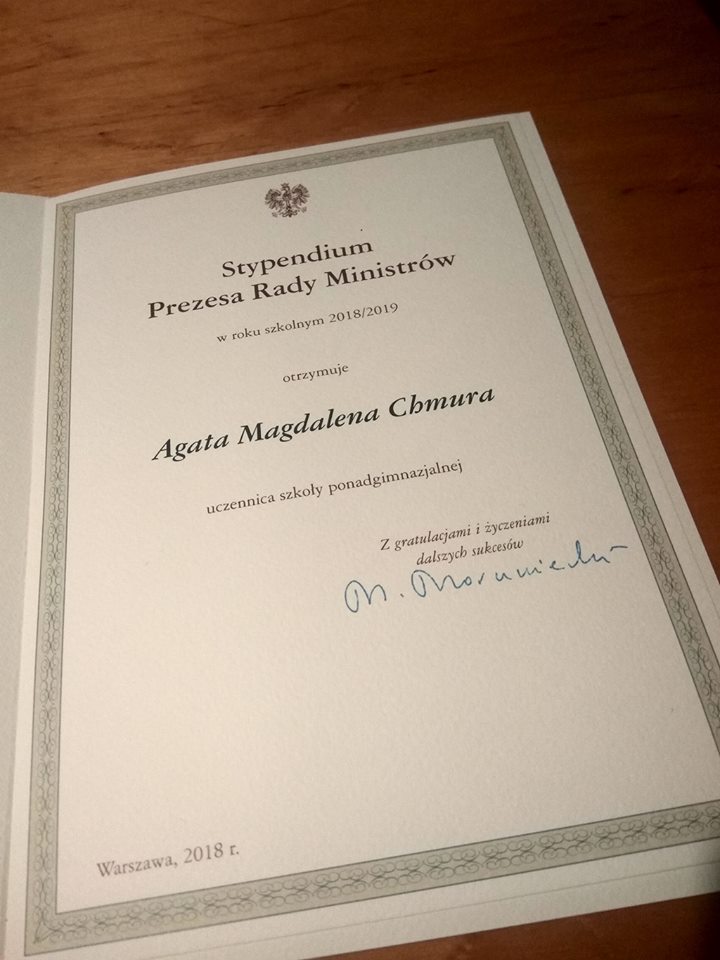 Stypendium
Prezesa Rady Ministrów
w roku szkolnym 2018/2019
otrzymuje
Agata Magdalena Chmura
uczennica szkoły ponadgimnazjalnej
Z gratulacjami i życzeniami
dalszych sukcesów
M. Morawiecki
Warszawa, 2018 r.